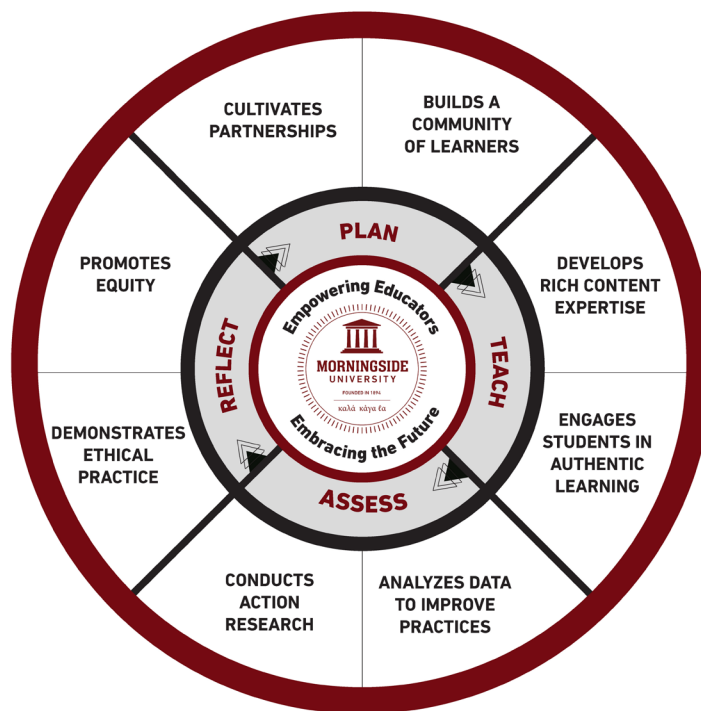 CULTIVATES
PARTNERSHIPS
BUILDS A
COMMUNITY
OF LEARNERS
PROMOTES
EQUITY
DEVELOPS
RICH CONTENT
EXPERTISE
PLAN
TEACH
ASSESS
REFLECT
Empowering Educators
MORNINGSIDE
UNIVERSITY
FOUNDED IN 1894
καλὰ κἀγα ἔα
Embracing the Future
DEMONSTRATES
ETHICAL
PRACTICE
ENGAGES
STUDENTS IN
AUTHENTIC
LEARNING
CONDUCTS
ACTION
RESEARCH
ANALYZES DATA
TO IMPROVE
PRACTICES